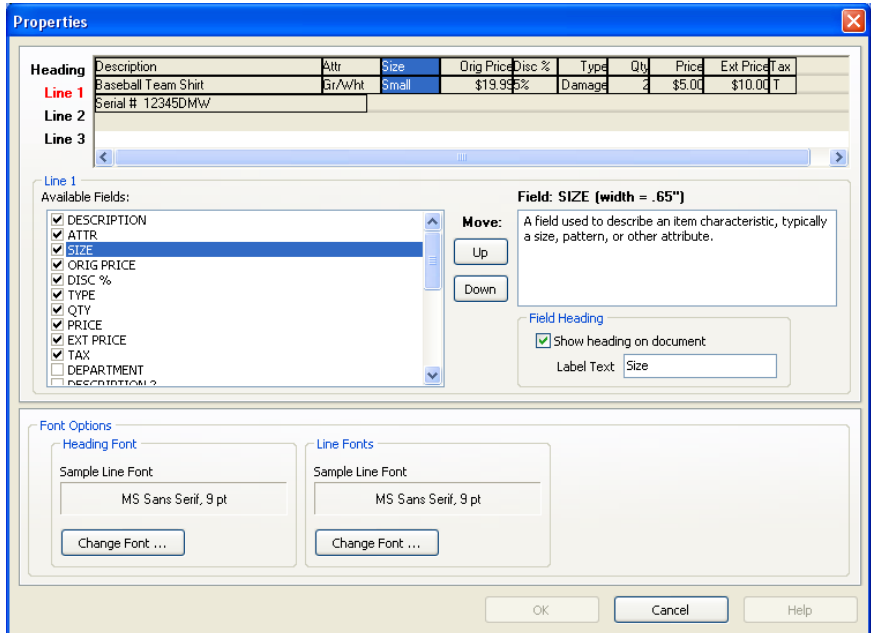 Properties
Heading Description Attr Size Orig Price Disc % Type Qty Price Ext Price Tax
Line 1 Baseball Team Shirt Gr/Wht Small $19.99 5% Damage 2 $5.00 $10.00 T
Line 2 Serial # 12345DMW
Line 3
Line 1
Available Fields:
DESCRIPTION
ATTR
SIZE
ORIG PRICE
DISC %
TYPE
QTY
PRICE
EXT PRICE
TAX
DEPARTMENT
DESCRIPTION 2
Move:
Up
Down
Field: SIZE (width = .65")
A field used to describe an item characteristic, typically
a size, pattern, or other attribute.
Field Heading
Show heading on document
Label Text Size
Font Options
Heading Font
Sample Line Font
MS Sans Serif, 9 pt
Change Font ...
Line Fonts
Sample Line Font
MS Sans Serif, 9 pt
Change Font ...
OK Cancel Help